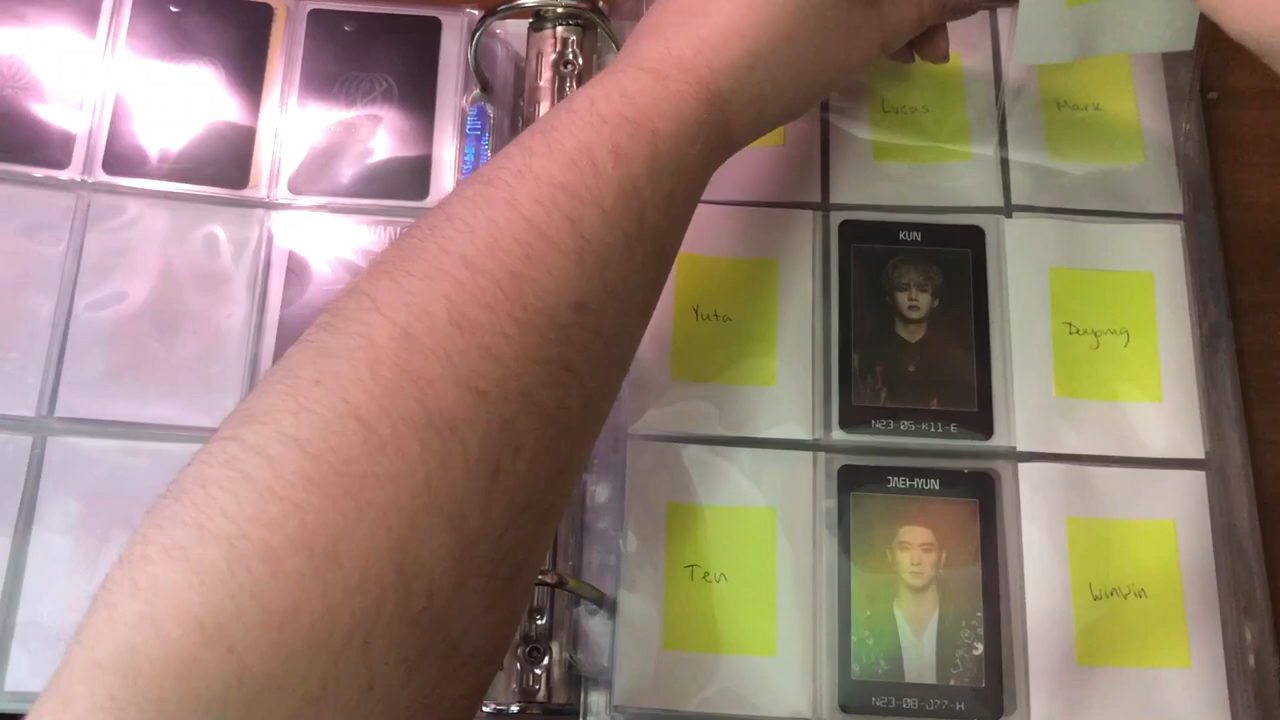 Lucas
Mark
Yuta
KUN
N23-05-K11-E
Doyoung
Ten
JAEHYUN
N23-08-J77-H
WinWin